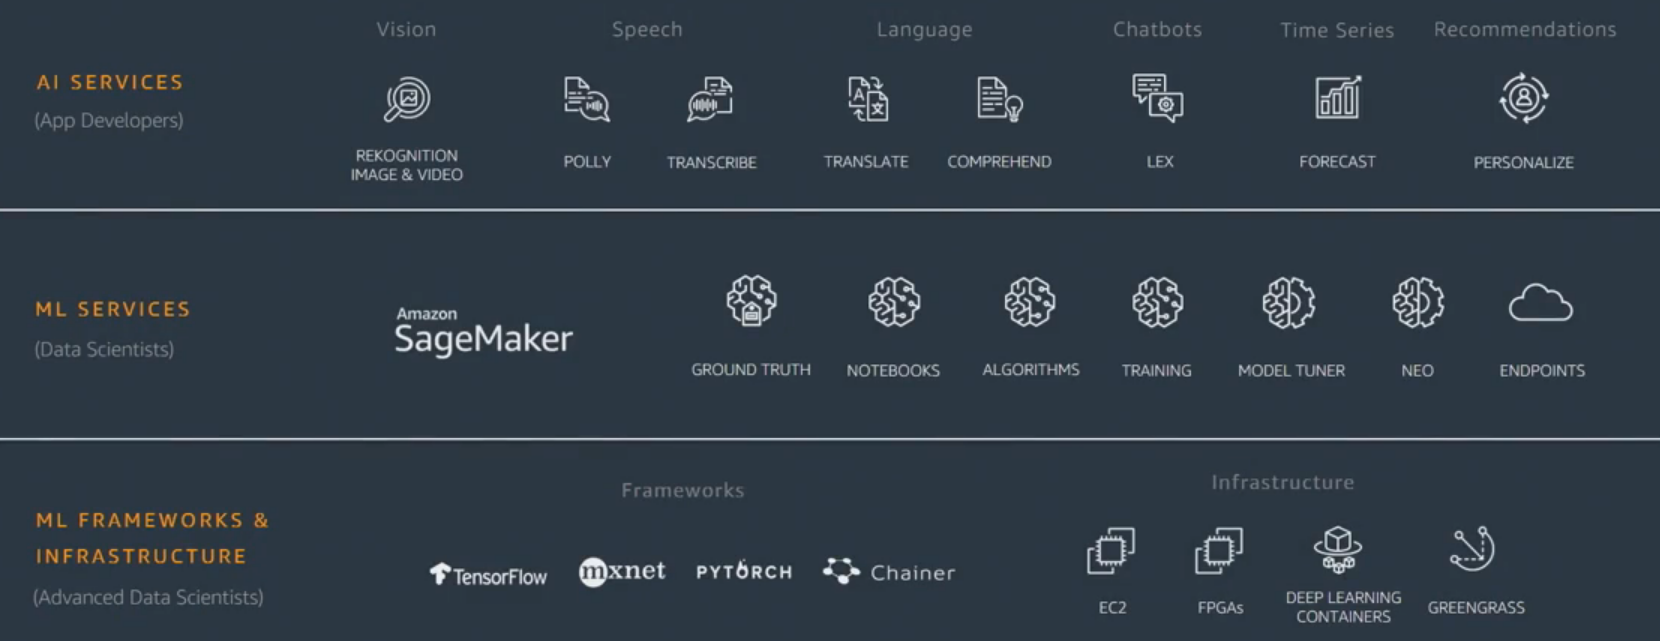 Vision
Speech
Language
Chatbots
Time Series
Recommendations
AI SERVICES
(App Developers)
REKOGNITION
IMAGE & VIDEO
POLLY
TRANSCRIBE
A
文
TRANSLATE
COMPREHEND
LEX
FORECAST
PERSONALIZE
ML SERVICES
(Data Scientists)
Amazon
SageMaker
GROUND TRUTH
NOTEBOOKS
ALGORITHMS
TRAINING
MODEL TUNER
NEO
ENDPOINTS
ML FRAMEWORKS &
INFRASTRUCTURE
(Advanced Data Scientists)
Frameworks
TensorFlow
mxnet
PYTORCH
Chainer
Infrastructure
EC2
FPGAs
DEEP LEARNING
CONTAINERS
GREENGRASS